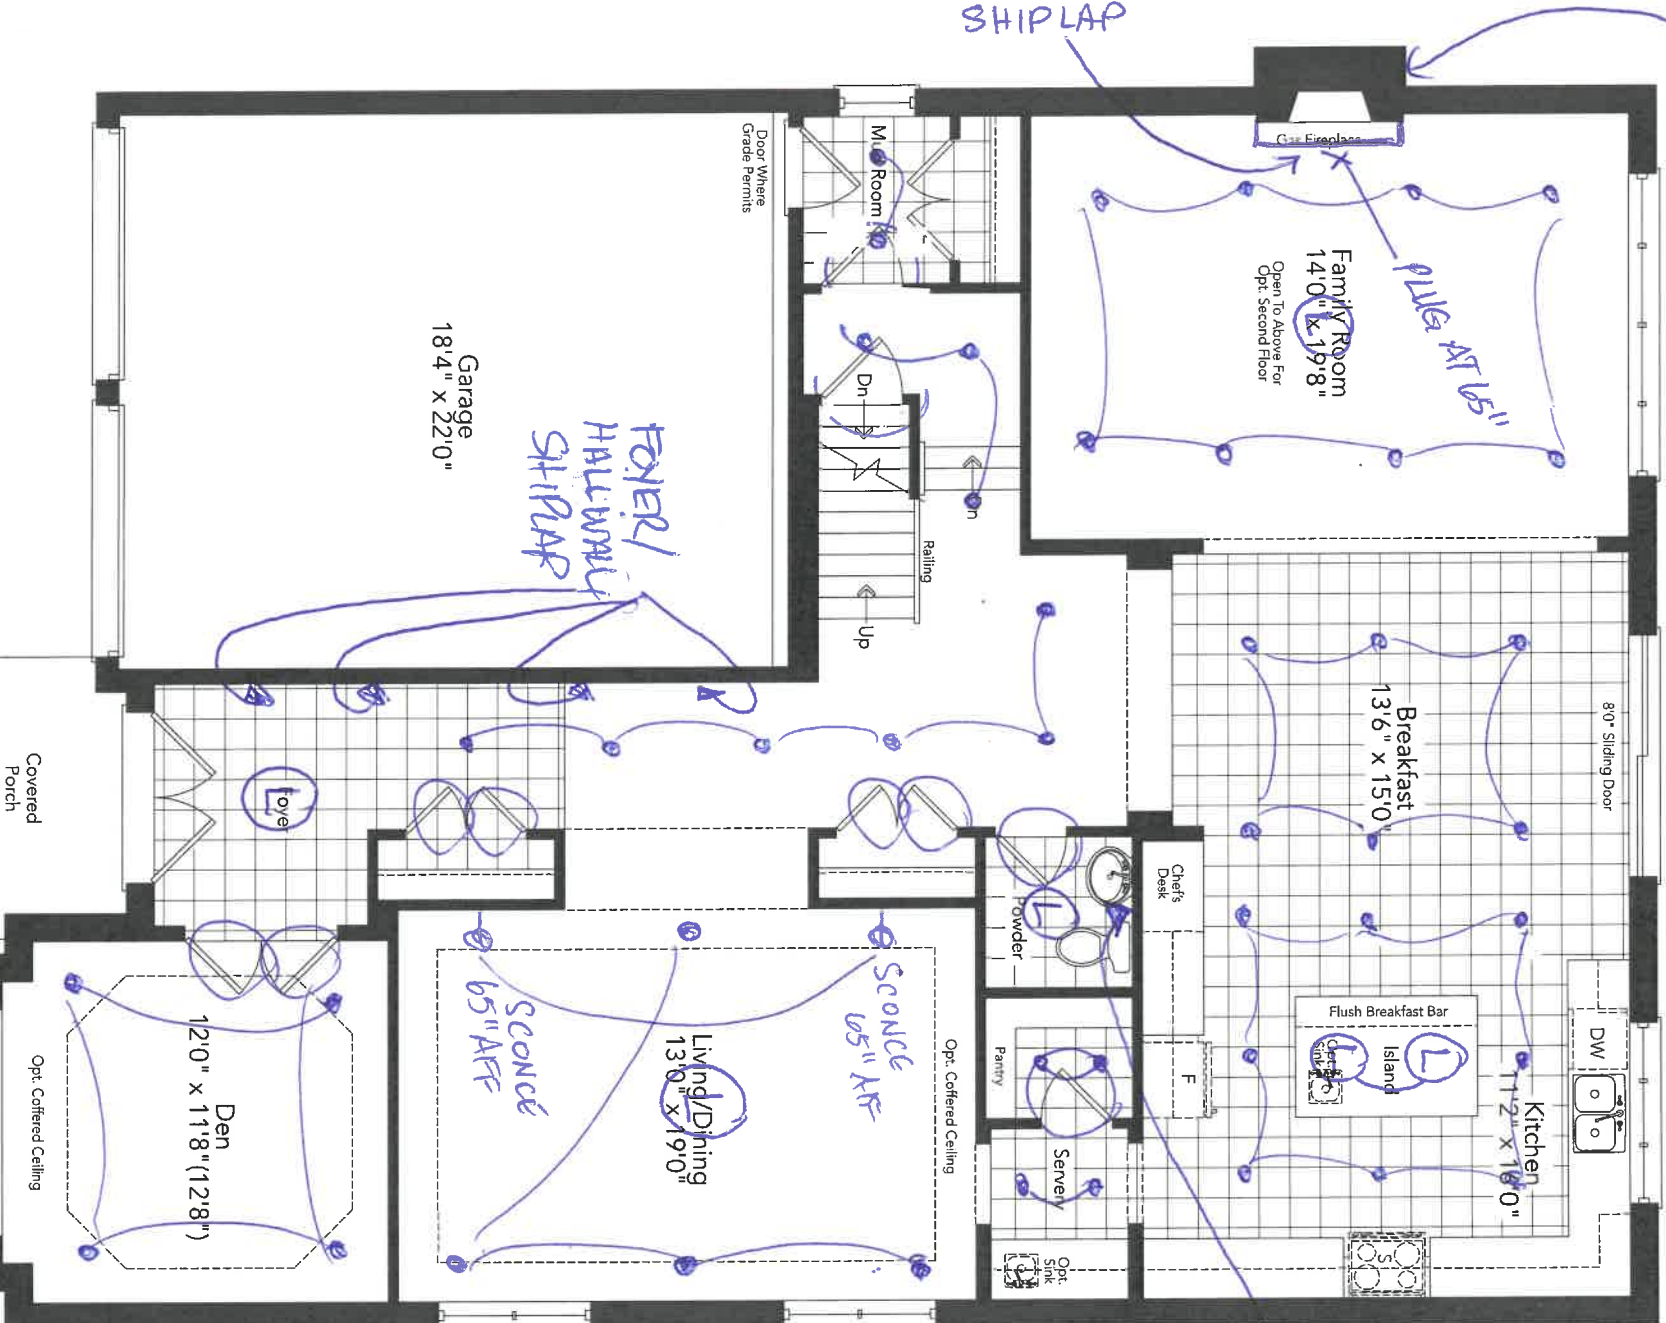 SHIPLAP
Gas Fireplace
Door Where
Grade Permits
Mud Room
Family Room
14'0" x 19'8"
L
Open To Above For
Opt. Second Floor
PLUG AT 65"
Garage
18'4" x 22'0"
Dn
Dn
Railing
Up
FOYER/
HALLWALL
SHIPLAP
Breakfast
13'6" x 15'0"
8'0" Sliding Door
Covered
Porch
Foyer
L
Chef's
Desk
Powder
L
Flush Breakfast Bar
Island
L
L
Opt.
Sink
DW
Kitchen
11'2" x 16'0"
F
Pantry
Servery
Opt.
Sink
S
SCONCE
65" AFF
SCONCE
65" AFF
Living/Dining
13'0" x 19'0"
L
Opt. Coffered Ceiling
Den
12'0" x 11'8" (12'8")
Opt. Coffered Ceiling